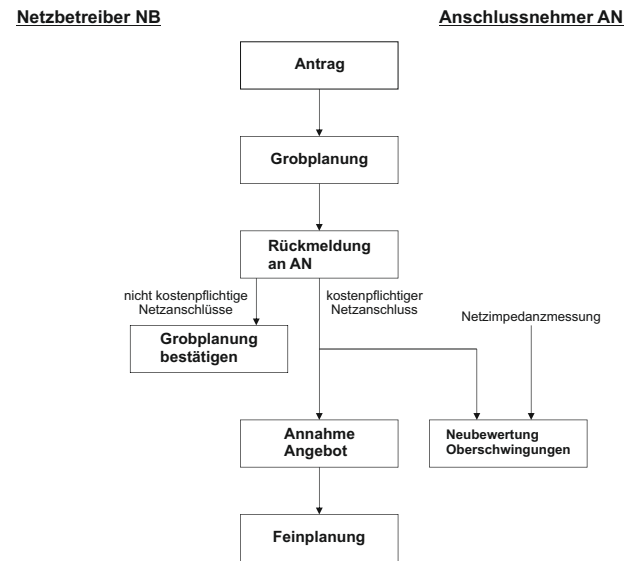 Netzbetreiber NB
Anschlussnehmer AN
Antrag
Grobplanung
Rückmeldung
an AN
nicht kostenpflichtige
Netzanschlüsse
kostenpflichtiger
Netzanschluss
Netzimpedanzmessung
Grobplanung
bestätigen
Annahme
Angebot
Neubewertung
Oberschwingungen
Feinplanung